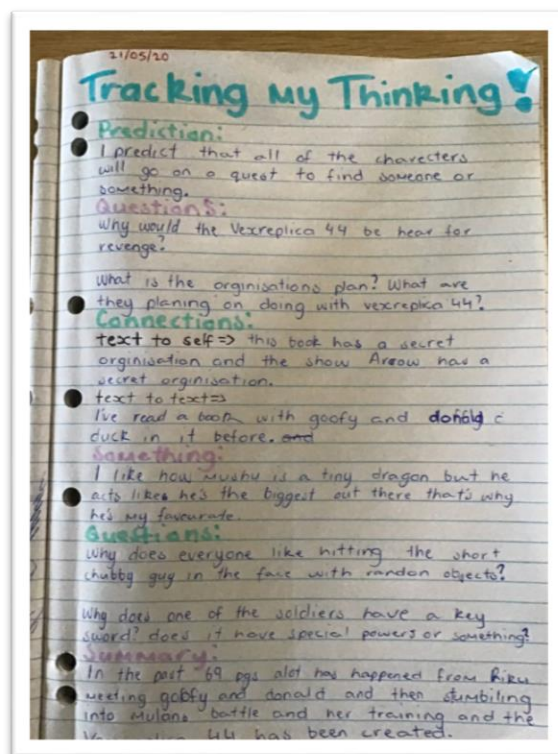 21/05/20
Tracking My Thinking!
Prediction:
I predict that all of the charecters
will go on a quest to find someone or
something.
Questions:
Why would the Vexreplica 44 be hear for
revenge?
What is the orginisations plan? What are
they planing on doing with vexreplica 44?
Connections:
text to self=> this book has a secret
orginisation and the show Arrow has a
secret orginisation.
text to text=>
I've read a book with goofy and donald
duck in it before. and
Something:
I like how mushu is a tiny dragon but he
acts likes he's the biggest out there that's why
he's my favourate.
Questions:
Why does everyone like hitting the short
chubby guy in the face with randon objects?
Why does one of the soldiers have a key
sword? does it have special powers or something?
Summary:
In the past 69 pgs alot has happened from Riku
meeting goofy and donald and then stumbiling
into Mulans battle and her training and the
44 has been created.